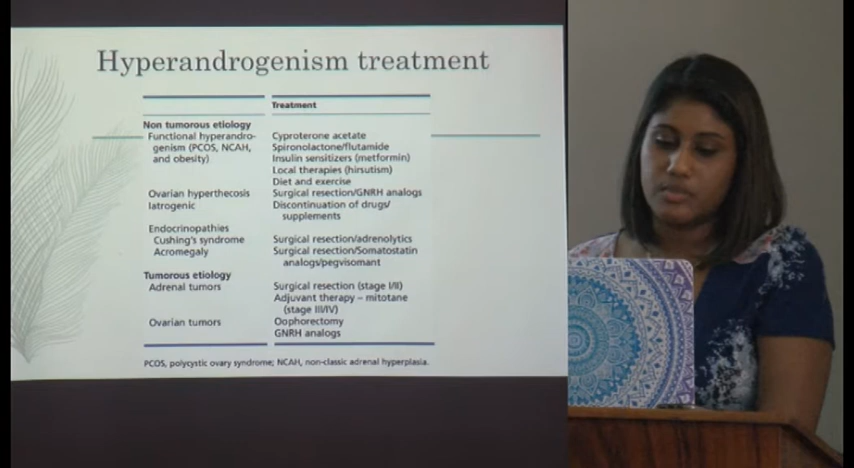 Hyperandrogenism treatment
Treatment
Non tumorous etiology
Functional hyperandro- Cyproterone acetate
genism (PCOS, NCAH, Spironolactone/flutamide
and obesity) Insulin sensitizers (metformin)
Local therapies (hirsutism)
Diet and exercise
Ovarian hyperthecosis Surgical resection/GNRH analogs
Iatrogenic Discontinuation of drugs/
supplements
Endocrinopathies
Cushing's syndrome Surgical resection/adrenolytics
Acromegaly Surgical resection/Somatostatin
analogs/pegvisomant
Tumorous etiology
Adrenal tumors Surgical resection (stage I/II)
Adjuvant therapy – mitotane
(stage III/IV)
Ovarian tumors Oophorectomy
GNRH analogs
PCOS, polycystic ovary syndrome; NCAH, non-classic adrenal hyperplasia.